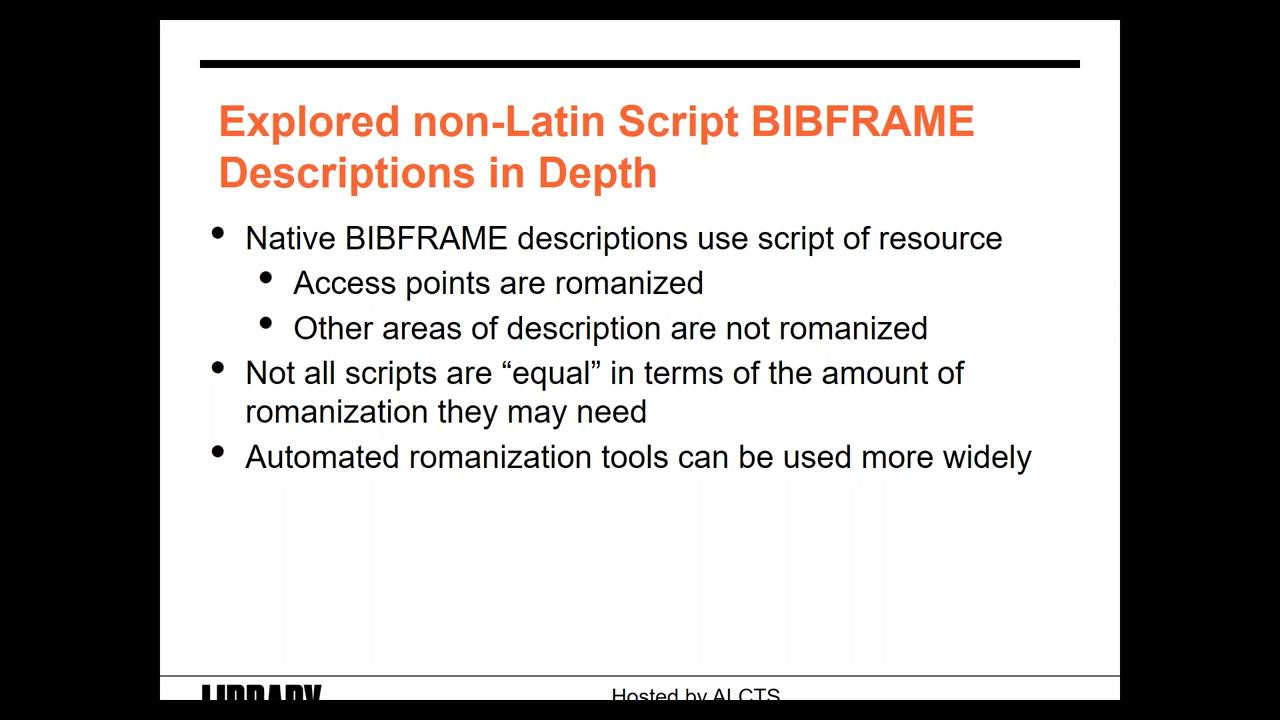 Explored non-Latin Script BIBFRAME
Descriptions in Depth
• Native BIBFRAME descriptions use script of resource
• Access points are romanized
• Other areas of description are not romanized
• Not all scripts are “equal” in terms of the amount of
romanization they may need
• Automated romanization tools can be used more widely
LIBRARY
Hosted by ALCTS